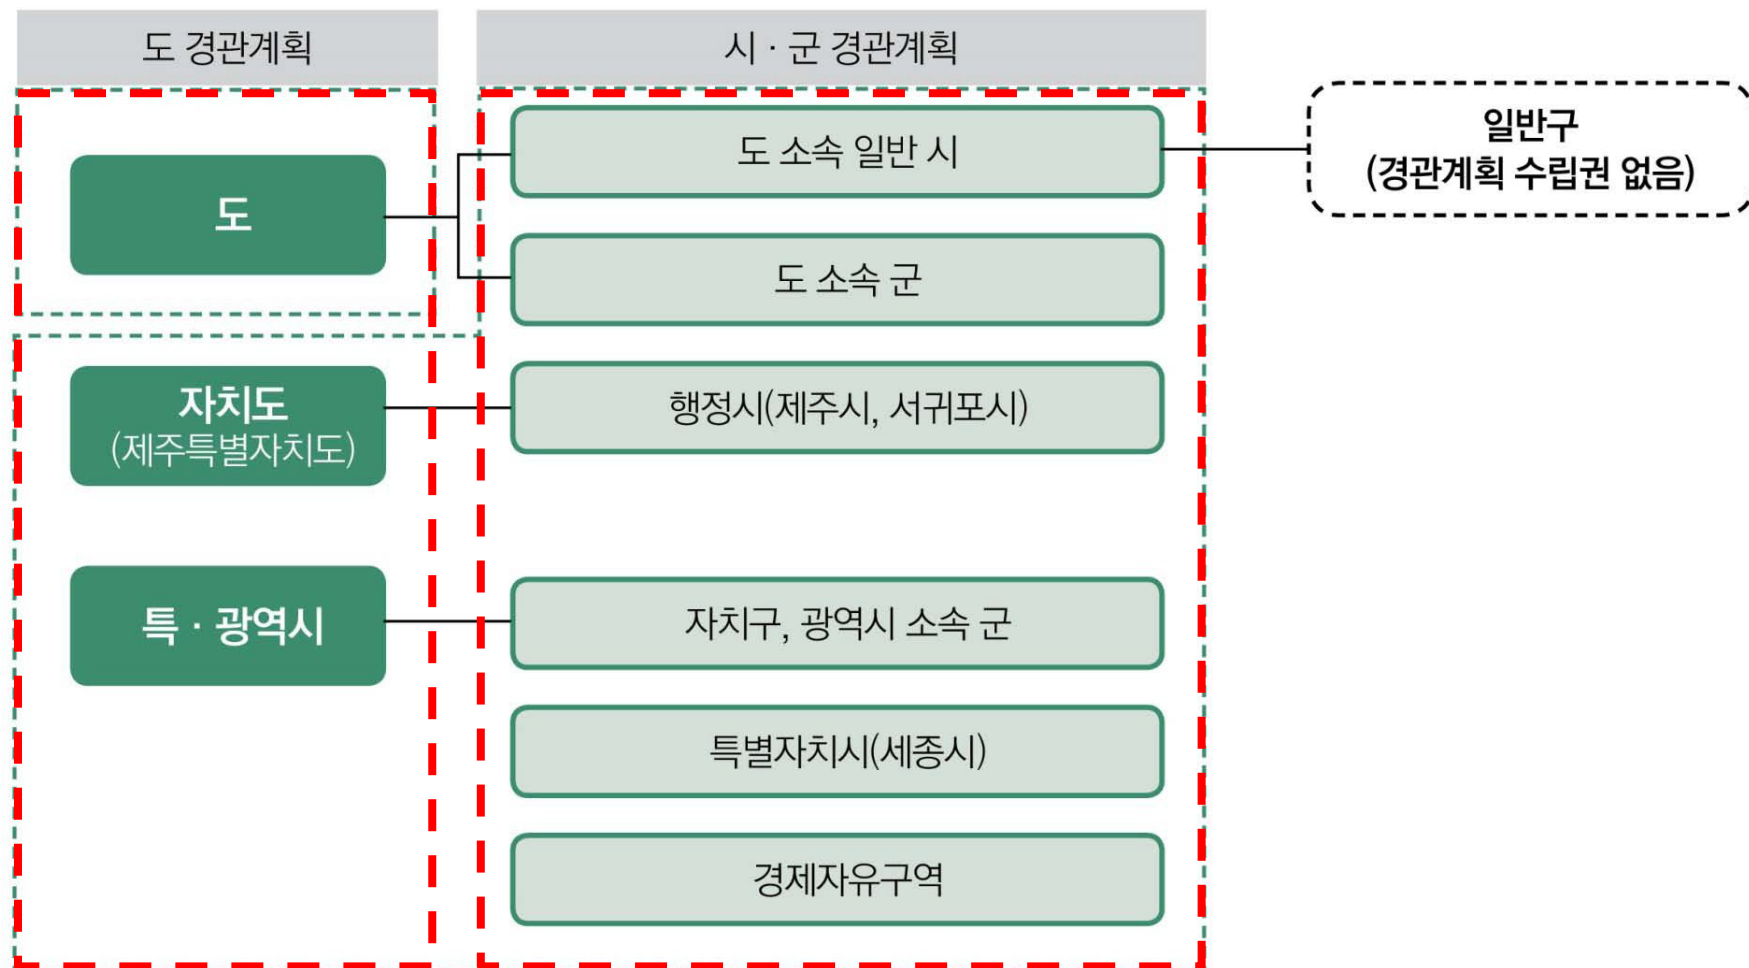 도 경관계획
시 · 군 경관계획
도
도 소속 일반 시
일반구
(경관계획 수립권 없음)
도 소속 군
자치도
(제주특별자치도)
행정시(제주시, 서귀포시)
특 · 광역시
자치구, 광역시 소속 군
특별자치시(세종시)
경제자유구역